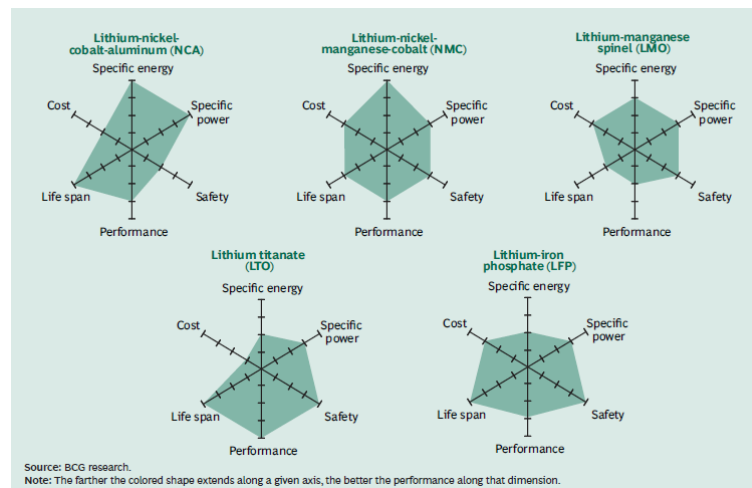 Lithium-nickel-
cobalt-aluminum (NCA)
Specific energy
Cost
Specific
power
Life span
Safety
Performance
Lithium-nickel-
manganese-cobalt (NMC)
Specific energy
Cost
Specific
power
Life span
Safety
Performance
Lithium-manganese
spinel (LMO)
Specific energy
Cost
Specific
power
Life span
Safety
Performance
Lithium titanate
(LTO)
Specific energy
Cost
Specific
power
Life span
Safety
Performance
Lithium-iron
phosphate (LFP)
Specific energy
Cost
Specific
power
Life span
Safety
Performance
Source: BCG research.
Note: The farther the colored shape extends along a given axis, the better the performance along that dimension.